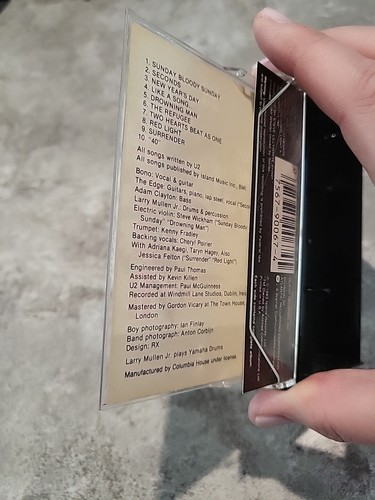 1. SUNDAY BLOODY SUNDAY
2. SECONDS
3. NEW YEAR'S DAY
4. LIKE A SONG
5. DROWNING MAN
6. THE REFUGEE
7. TWO HEARTS BEAT AS ONE
8. RED LIGHT
9. SURRENDER
10 "40"
All songs written by U2
All songs published by Island Music Inc., BMI.
Bono: Vocal & guitar
The Edge: Guitars, piano, lap steel, vocal ("Seconds
Adam Clayton: Bass
Larry Mullen Jr: Drums & percussion
Electric violin: Steve Wickham ("Sunday Bloody
Sunday" "Drowning Man")
Trumpet: Kenny Fradley
Backing vocals: Cheryl Poirier
With Adriana Kaegi, Taryn Hagey, Also
Jessica Felton ("Surrender" "Red Light")
Engineered by Paul Thomas
Assisted by Kevin Killen
U2 Management: Paul McGuinness
Recorded at Windmill Lane Studios, Dublin,
Mastered by Gordon Vicary at The Town House,
London
Boy photography: Ian Finlay
Band photography: Anton Corbijn
Design: RX
Larry Mullen Jr. plays Yamaha Drums
Manufactured by Columbia House under license.
7567-90067-4